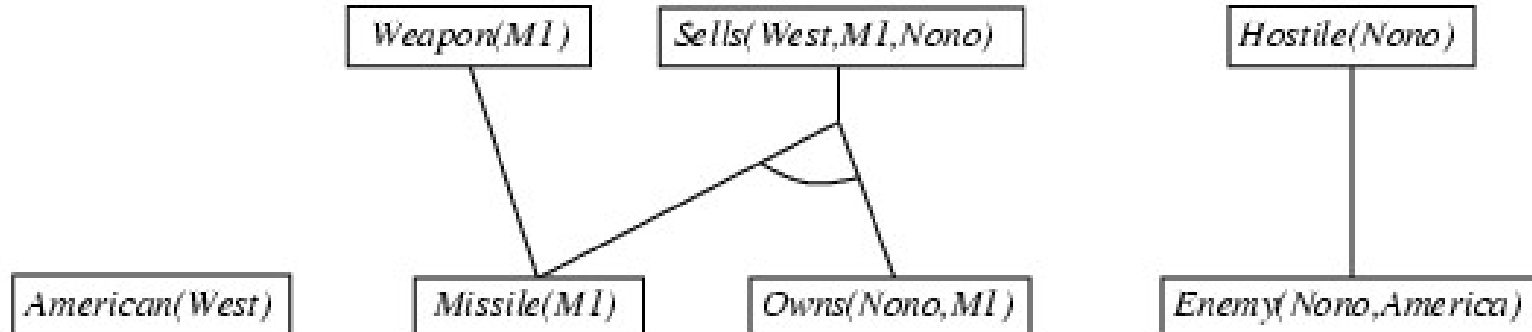 Weapon(M1)
Sells(West,M1,Nono)
Hostile(Nono)
American(West)
Missile(M1)
Owns(Nono,M1)
Enemy(Nono,America)